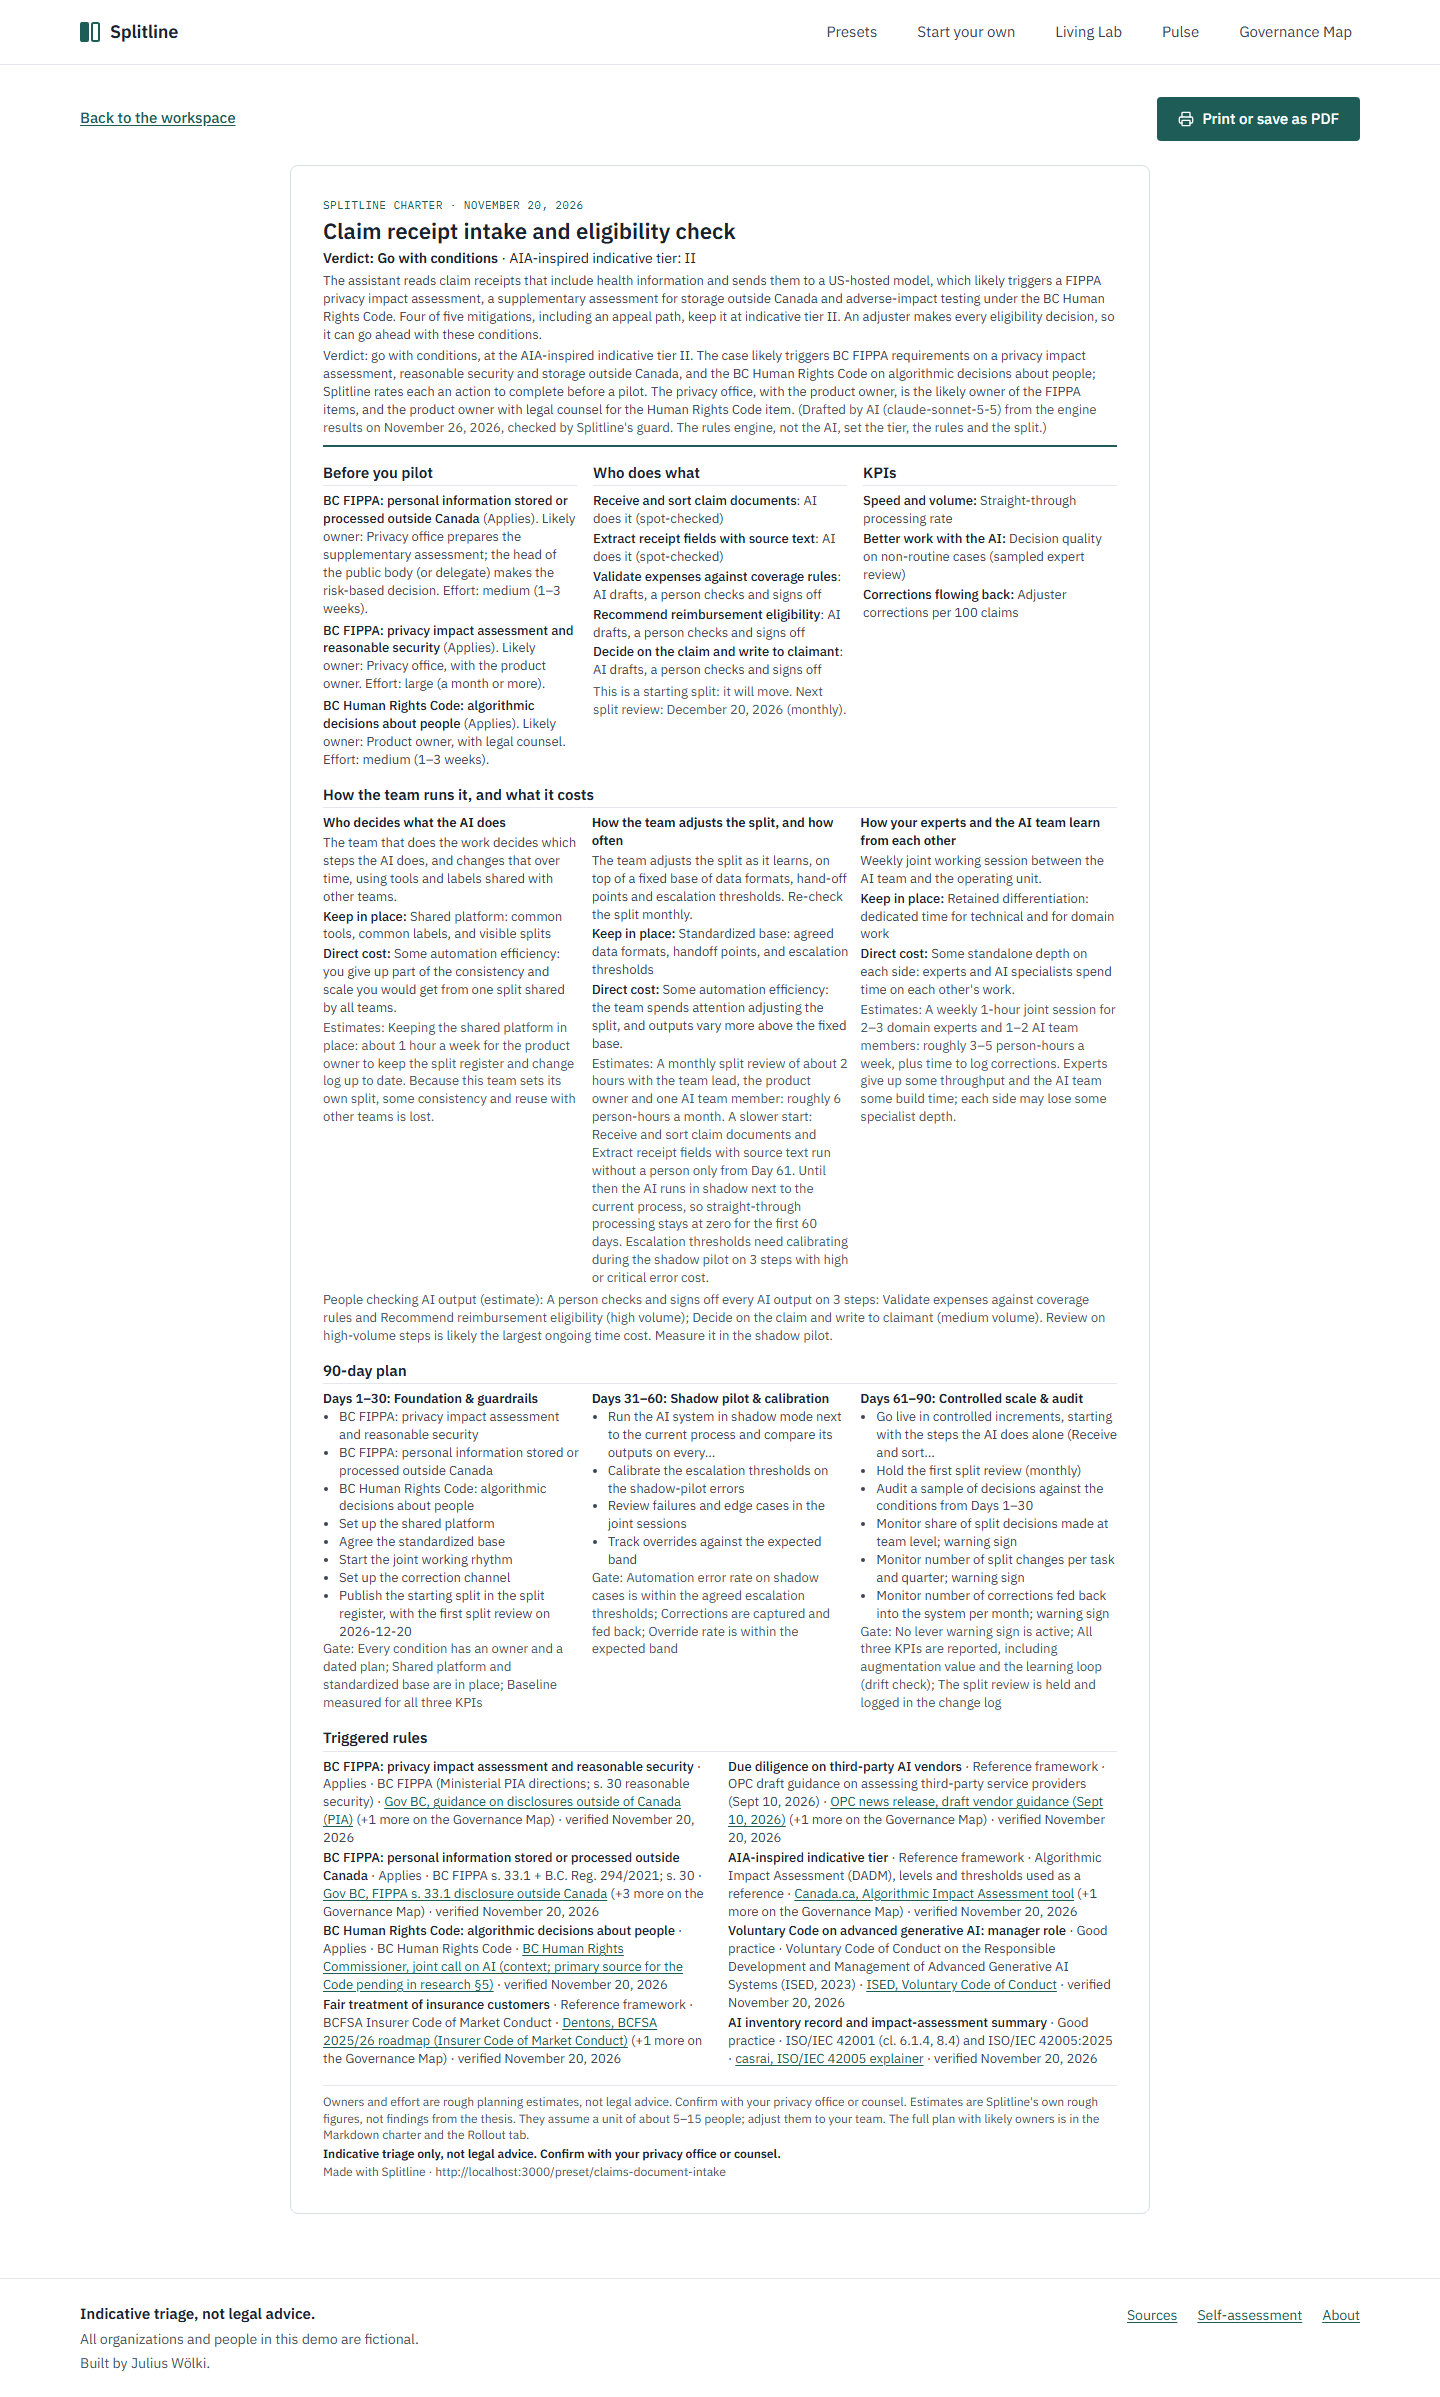 Splitline
Presets
Start your own
Living Lab
Pulse
Governance Map
Back to the workspace
Print or save as PDF
SPLITLINE CHARTER · NOVEMBER 20, 2026
Claim receipt intake and eligibility check
Verdict: Go with conditions · AIA-inspired indicative tier: II
The assistant reads claim receipts that include health information and sends them to a US-hosted model, which likely triggers a FIPPA
privacy impact assessment, a supplementary assessment for storage outside Canada and adverse-impact testing under the BC Human
Rights Code. Four of five mitigations, including an appeal path, keep it at indicative tier II. An adjuster makes every eligibility decision, so
it can go ahead with these conditions.
Verdict: go with conditions, at the AIA-inspired indicative tier II. The case likely triggers BC FIPPA requirements on a privacy impact
assessment, reasonable security and storage outside Canada, and the BC Human Rights Code on algorithmic decisions about people;
Splitline rates each an action to complete before a pilot. The privacy office, with the product owner, is the likely owner of the FIPPA
items, and the product owner with legal counsel for the Human Rights Code item. (Drafted by AI (claude-sonnet-5-5) from the engine
results on November 26, 2026, checked by Splitline's guard. The rules engine, not the AI, set the tier, the rules and the split.)
Before you pilot
BC FIPPA: personal information stored or
processed outside Canada (Applies). Likely
owner: Privacy office prepares the
supplementary assessment; the head of
the public body (or delegate) makes the
risk-based decision. Effort: medium (1–3
weeks).
BC FIPPA: privacy impact assessment and
reasonable security (Applies). Likely
owner: Privacy office, with the product
owner. Effort: large (a month or more).
BC Human Rights Code: algorithmic
decisions about people (Applies). Likely
owner: Product owner, with legal counsel.
Effort: medium (1–3 weeks).
Who does what
Receive and sort claim documents: AI
does it (spot-checked)
Extract receipt fields with source text: AI
does it (spot-checked)
Validate expenses against coverage rules:
AI drafts, a person checks and signs off
Recommend reimbursement eligibility: AI
drafts, a person checks and signs off
Decide on the claim and write to claimant:
AI drafts, a person checks and signs off
This is a starting split: it will move. Next
split review: December 20, 2026 (monthly).
KPIs
Speed and volume: Straight-through
processing rate
Better work with the AI: Decision quality
on non-routine cases (sampled expert
review)
Corrections flowing back: Adjuster
corrections per 100 claims
How the team runs it, and what it costs
Who decides what the AI does
The team that does the work decides which
steps the AI does, and changes that over
time, using tools and labels shared with
other teams.
Keep in place: Shared platform: common
tools, common labels, and visible splits
Direct cost: Some automation efficiency:
you give up part of the consistency and
scale you would get from one split shared
by all teams.
Estimates: Keeping the shared platform in
place: about 1 hour a week for the product
owner to keep the split register and change
log up to date. Because this team sets its
own split, some consistency and reuse with
other teams is lost.
How the team adjusts the split, and how
often
The team adjusts the split as it learns, on
top of a fixed base of data formats, hand-off
points and escalation thresholds. Re-check
the split monthly.
Keep in place: Standardized base: agreed
data formats, handoff points, and escalation
thresholds
Direct cost: Some automation efficiency:
the team spends attention adjusting the
split, and outputs vary more above the fixed
base.
Estimates: A monthly split review of about 2
hours with the team lead, the product
owner and one AI team member: roughly 6
person-hours a month. A slower start:
Receive and sort claim documents and
Extract receipt fields with source text run
without a person only from Day 61. Until
then the AI runs in shadow next to the
current process, so straight-through
processing stays at zero for the first 60
days. Escalation thresholds need calibrating
during the shadow pilot on 3 steps with high
or critical error cost.
How your experts and the AI team learn
from each other
Weekly joint working session between the
AI team and the operating unit.
Keep in place: Retained differentiation:
dedicated time for technical and for domain
work
Direct cost: Some standalone depth on
each side: experts and AI specialists spend
time on each other's work.
Estimates: A weekly 1-hour joint session for
2–3 domain experts and 1–2 AI team
members: roughly 3–5 person-hours a
week, plus time to log corrections. Experts
give up some throughput and the AI team
some build time; each side may lose some
specialist depth.
People checking AI output (estimate): A person checks and signs off every AI output on 3 steps: Validate expenses against coverage
rules and Recommend reimbursement eligibility (high volume); Decide on the claim and write to claimant (medium volume). Review on
high-volume steps is likely the largest ongoing time cost. Measure it in the shadow pilot.
90-day plan
Days 1–30: Foundation & guardrails
• BC FIPPA: privacy impact assessment
and reasonable security
• BC FIPPA: personal information stored or
processed outside Canada
• BC Human Rights Code: algorithmic
decisions about people
• Set up the shared platform
• Agree the standardized base
• Start the joint working rhythm
• Set up the correction channel
• Publish the starting split in the split
register, with the first split review on
2026-12-20
Gate: Every condition has an owner and a
dated plan; Shared platform and
standardized base are in place; Baseline
measured for all three KPIs
Days 31–60: Shadow pilot & calibration
• Run the AI system in shadow mode next
to the current process and compare its
outputs on every...
• Calibrate the escalation thresholds on
the shadow-pilot errors
• Review failures and edge cases in the
joint sessions
• Track overrides against the expected
band
Gate: Automation error rate on shadow
cases is within the agreed escalation
thresholds; Corrections are captured and
fed back; Override rate is within the
expected band
Days 61–90: Controlled scale & audit
• Go live in controlled increments, starting
with the steps the AI does alone (Receive
and sort...
• Hold the first split review (monthly)
• Audit a sample of decisions against the
conditions from Days 1–30
• Monitor share of split decisions made at
team level; warning sign
• Monitor number of split changes per task
and quarter; warning sign
• Monitor number of corrections fed back
into the system per month; warning sign
Gate: No lever warning sign is active; All
three KPIs are reported, including
augmentation value and the learning loop
(drift check); The split review is held and
logged in the change log
Triggered rules
BC FIPPA: privacy impact assessment and reasonable security ·
Applies · BC FIPPA (Ministerial PIA directions; s. 30 reasonable
security) · Gov BC, guidance on disclosures outside of Canada
(PIA) (+1 more on the Governance Map) · verified November 20,
2026
BC FIPPA: personal information stored or processed outside
Canada · Applies · BC FIPPA s. 33.1 + B.C. Reg. 294/2021; s. 30 ·
Gov BC, FIPPA s. 33.1 disclosure outside Canada (+3 more on the
Governance Map) · verified November 20, 2026
BC Human Rights Code: algorithmic decisions about people ·
Applies · BC Human Rights Code · BC Human Rights
Commissioner, joint call on AI (context; primary source for the
Code pending in research §5) · verified November 20, 2026
Fair treatment of insurance customers · Reference framework ·
BCFSA Insurer Code of Market Conduct · Dentons, BCFSA
2025/26 roadmap (Insurer Code of Market Conduct) (+1 more on
the Governance Map) · verified November 20, 2026
Due diligence on third-party AI vendors · Reference framework ·
OPC draft guidance on assessing third-party service providers
(Sept 10, 2026) · OPC news release, draft vendor guidance (Sept
10, 2026) (+1 more on the Governance Map) · verified November
20, 2026
AIA-inspired indicative tier · Reference framework · Algorithmic
Impact Assessment (DADM), levels and thresholds used as a
reference · Canada.ca, Algorithmic Impact Assessment tool (+1
more on the Governance Map) · verified November 20, 2026
Voluntary Code on advanced generative AI: manager role · Good
practice · Voluntary Code of Conduct on the Responsible
Development and Management of Advanced Generative AI
Systems (ISED, 2023) · ISED, Voluntary Code of Conduct · verified
November 20, 2026
AI inventory record and impact-assessment summary · Good
practice · ISO/IEC 42001 (cl. 6.1.4, 8.4) and ISO/IEC 42005:2025
· casrai, ISO/IEC 42005 explainer · verified November 20, 2026
Owners and effort are rough planning estimates, not legal advice. Confirm with your privacy office or counsel. Estimates are Splitline's own rough
figures, not findings from the thesis. They assume a unit of about 5–15 people; adjust them to your team. The full plan with likely owners is in the
Markdown charter and the Rollout tab.
Indicative triage only, not legal advice. Confirm with your privacy office or counsel.
Made with Splitline · http://localhost:3000/preset/claims-document-intake
Indicative triage, not legal advice.
All organizations and people in this demo are fictional.
Built by Julius Wölki.
Sources
Self-assessment
About